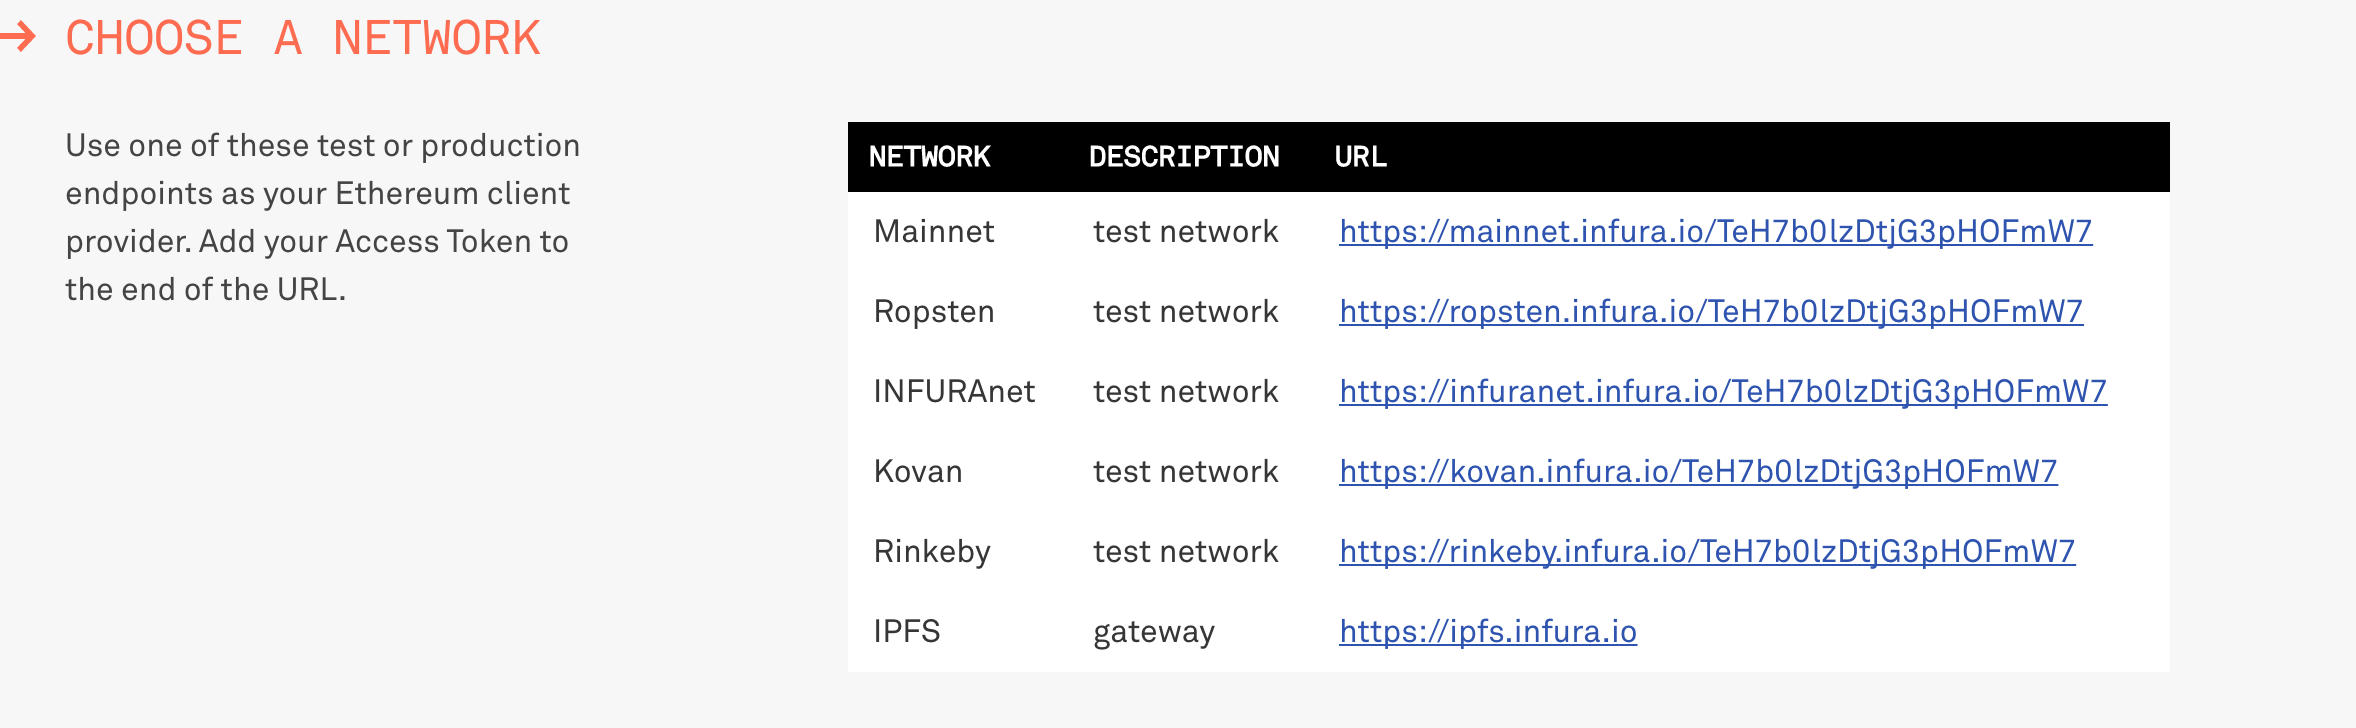 → CHOOSE A NETWORK
Use one of these test or production
endpoints as your Ethereum client
provider. Add your Access Token to
the end of the URL.
NETWORK DESCRIPTION URL
Mainnet test network https://mainnet.infura.io/TeH7b0lzDtjG3pHOFmW7
Ropsten test network https://ropsten.infura.io/TeH7b0lzDtjG3pHOFmW7
INFURAnet test network https://infuranet.infura.io/TeH7b0lzDtjG3pHOFmW7
Kovan test network https://kovan.infura.io/TeH7b0lzDtjG3pHOFmW7
Rinkeby test network https://rinkeby.infura.io/TeH7b0lzDtjG3pHOFmW7
IPFS gateway https://ipfs.infura.io